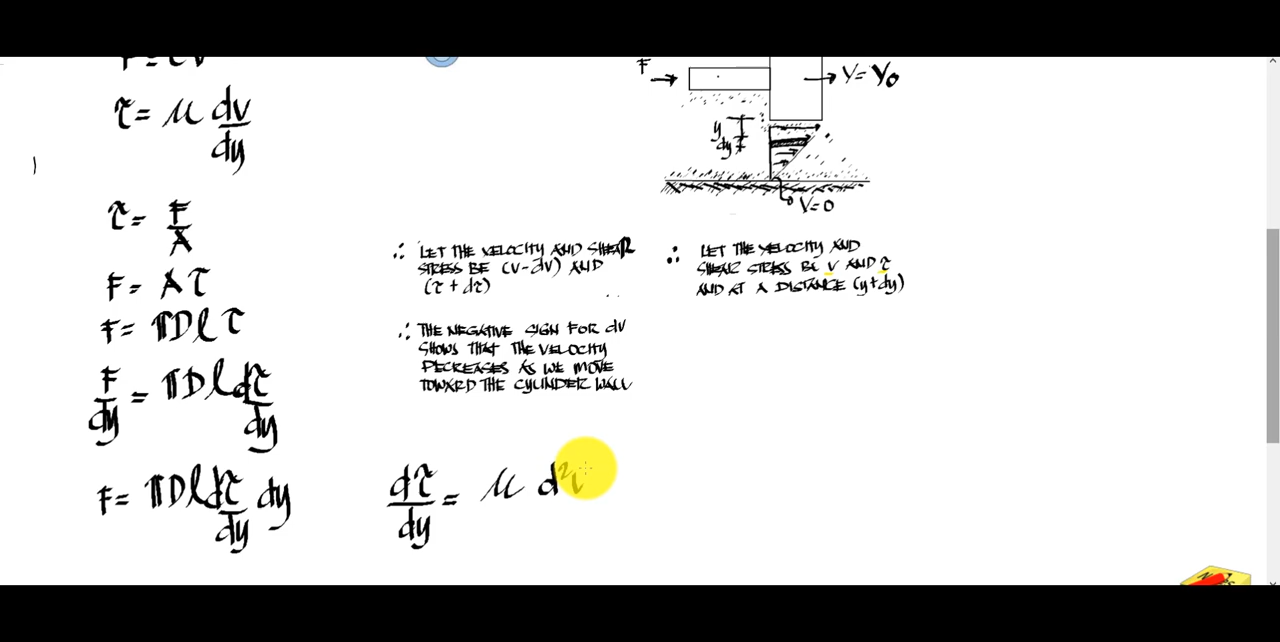 F = CV
τ = μ dv/dy
τ = F/A
F = Aτ
F = πDlτ
F/dy = πDl dτ/dy
F = πDl dτ/dy dy
F
V = V0
y
dy
V=0
∴ LET THE VELOCITY AND SHEAR
STRESS BE (V-dV) AND
(τ + dτ)
∴ THE NEGATIVE SIGN FOR dV
SHOWS THAT THE VELOCITY
DECREASES AS WE MOVE
TOWARD THE CYLINDER WALL
∴ LET THE VELOCITY AND
SHEAR STRESS BE V AND τ
AND AT A DISTANCE (y+dy)
dτ/dy = μ d²